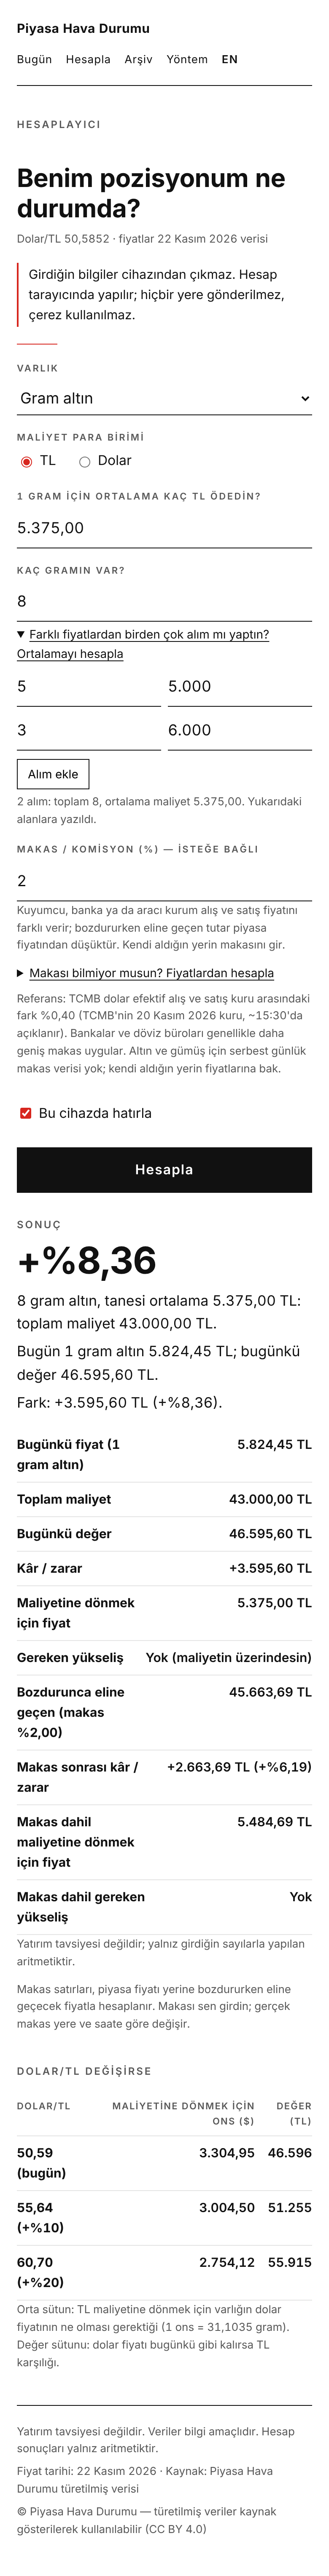 Piyasa Hava Durumu
Bugün Hesapla Arşiv Yöntem EN
HESAPLAYICI
Benim pozisyonum ne
durumda?
Dolar/TL 50,5852 · fiyatlar 22 Kasım 2026 verisi
Girdiğin bilgiler cihazından çıkmaz. Hesap
tarayıcında yapılır; hiçbir yere gönderilmez,
çerez kullanılmaz.
VARLIK
Gram altın
MALİYET PARA BİRİMİ
TL Dolar
1 GRAM İÇİN ORTALAMA KAÇ TL ÖDEDİN?
5.375,00
KAÇ GRAMIN VAR?
8
▼ Farklı fiyatlardan birden çok alım mı yaptın?
Ortalamayı hesapla
5 5.000
3 6.000
Alım ekle
2 alım: toplam 8, ortalama maliyet 5.375,00. Yukarıdaki
alanlara yazıldı.
MAKAS / KOMİSYON (%) — İSTEĞE BAĞLI
2
Kuyumcu, banka ya da aracı kurum alış ve satış fiyatını
farklı verir; bozdururken eline geçen tutar piyasa
fiyatından düşüktür. Kendi aldığın yerin makasını gir.
▶ Makası bilmiyor musun? Fiyatlardan hesapla
Referans: TCMB dolar efektif alış ve satış kuru arasındaki
fark %0,40 (TCMB'nin 20 Kasım 2026 kuru, ~15:30'da
açıklanır). Bankalar ve döviz büroları genellikle daha
geniş makas uygular. Altın ve gümüş için serbest günlük
makas verisi yok; kendi aldığın yerin fiyatlarına bak.
Bu cihazda hatırla
Hesapla
SONUÇ
+%8,36
8 gram altın, tanesi ortalama 5.375,00 TL:
toplam maliyet 43.000,00 TL.
Bugün 1 gram altın 5.824,45 TL; bugünkü
değer 46.595,60 TL.
Fark: +3.595,60 TL (+%8,36).
Bugünkü fiyat (1 5.824,45 TL
gram altın)
Toplam maliyet 43.000,00 TL
Bugünkü değer 46.595,60 TL
Kâr / zarar +3.595,60 TL
Maliyetine dönmek 5.375,00 TL
için fiyat
Gereken yükseliş Yok (maliyetin üzerindesin)
Bozdurunca eline 45.663,69 TL
geçen (makas
%2,00)
Makas sonrası kâr / +2.663,69 TL (+%6,19)
zarar
Makas dahil 5.484,69 TL
maliyetine dönmek
için fiyat
Makas dahil gereken Yok
yükseliş
Yatırım tavsiyesi değildir; yalnız girdiğin sayılarla yapılan
aritmetiktir.
Makas satırları, piyasa fiyatı yerine bozdururken eline
geçecek fiyatla hesaplanır. Makası sen girdin; gerçek
makas yere ve saate göre değişir.
DOLAR/TL DEĞİŞİRSE
DOLAR/TL MALİYETİNE DÖNMEK İÇİN DEĞER
ONS ($) (TL)
50,59 3.304,95 46.596
(bugün)
55,64 3.004,50 51.255
(+%10)
60,70 2.754,12 55.915
(+%20)
Orta sütun: TL maliyetine dönmek için varlığın dolar
fiyatının ne olması gerektiği (1 ons = 31,1035 gram).
Değer sütunu: dolar fiyatı bugünkü gibi kalırsa TL
karşılığı.
Yatırım tavsiyesi değildir. Veriler bilgi amaçlıdır. Hesap
sonuçları yalnız aritmetiktir.
Fiyat tarihi: 22 Kasım 2026 · Kaynak: Piyasa Hava
Durumu türetilmiş verisi
© Piyasa Hava Durumu — türetilmiş veriler kaynak
gösterilerek kullanılabilir (CC BY 4.0)